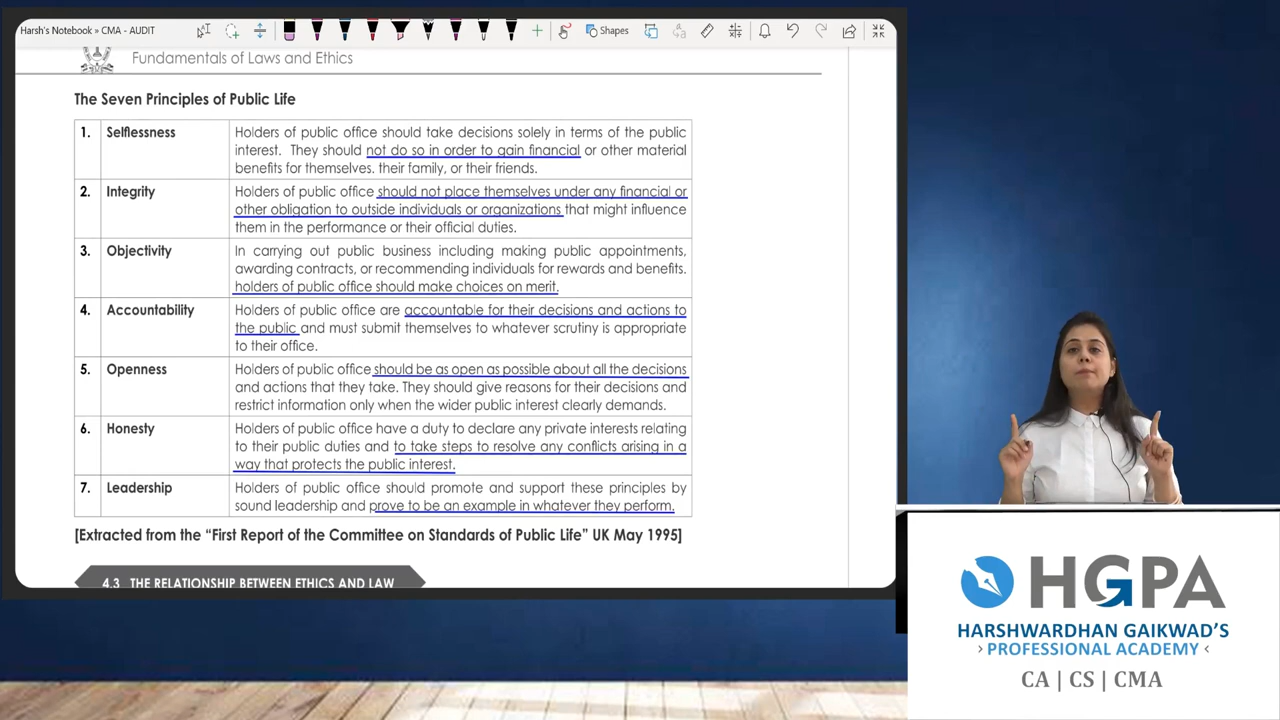 Harsh's Notebook » CMA - AUDIT
Shapes
Fundamentals of Laws and Ethics
The Seven Principles of Public Life
1. Selflessness Holders of public office should take decisions solely in terms of the public
interest. They should not do so in order to gain financial or other material
benefits for themselves. their family, or their friends.
2. Integrity Holders of public office should not place themselves under any financial or
other obligation to outside individuals or organizations that might influence
them in the performance or their official duties.
3. Objectivity In carrying out public business including making public appointments,
awarding contracts, or recommending individuals for rewards and benefits.
holders of public office should make choices on merit.
4. Accountability Holders of public office are accountable for their decisions and actions to
the public and must submit themselves to whatever scrutiny is appropriate
to their office.
5. Openness Holders of public office should be as open as possible about all the decisions
and actions that they take. They should give reasons for their decisions and
restrict information only when the wider public interest clearly demands.
6. Honesty Holders of public office have a duty to declare any private interests relating
to their public duties and to take steps to resolve any conflicts arising in a
way that protects the public interest.
7. Leadership Holders of public office should promote and support these principles by
sound leadership and prove to be an example in whatever they perform.
[Extracted from the “First Report of the Committee on Standards of Public Life” UK May 1995]
4.3 THE RELATIONSHIP BETWEEN ETHICS AND LAW
HGPA
HARSHWARDHAN GAIKWAD'S
› PROFESSIONAL ACADEMY ‹
CA | CS | CMA